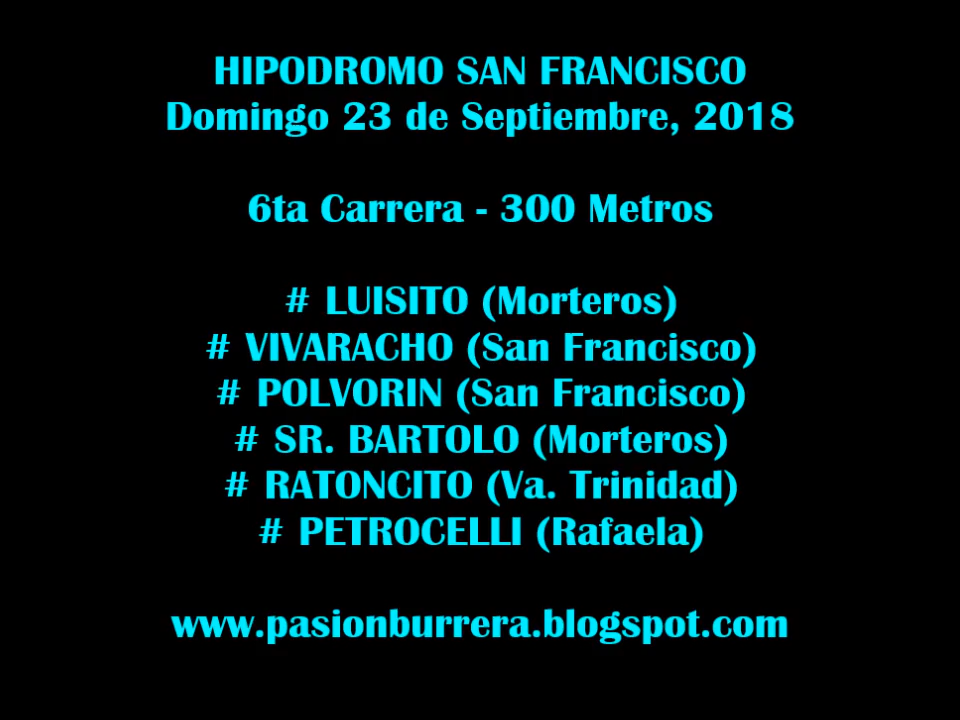 HIPODROMO SAN FRANCISCO
Domingo 23 de Septiembre, 2018
6ta Carrera - 300 Metros
# LUISITO (Morteros)
# VIVARACHO (San Francisco)
# POLVORIN (San Francisco)
# SR. BARTOLO (Morteros)
# RATONCITO (Va. Trinidad)
# PETROCELLI (Rafaela)
www.pasionburrera.blogspot.com